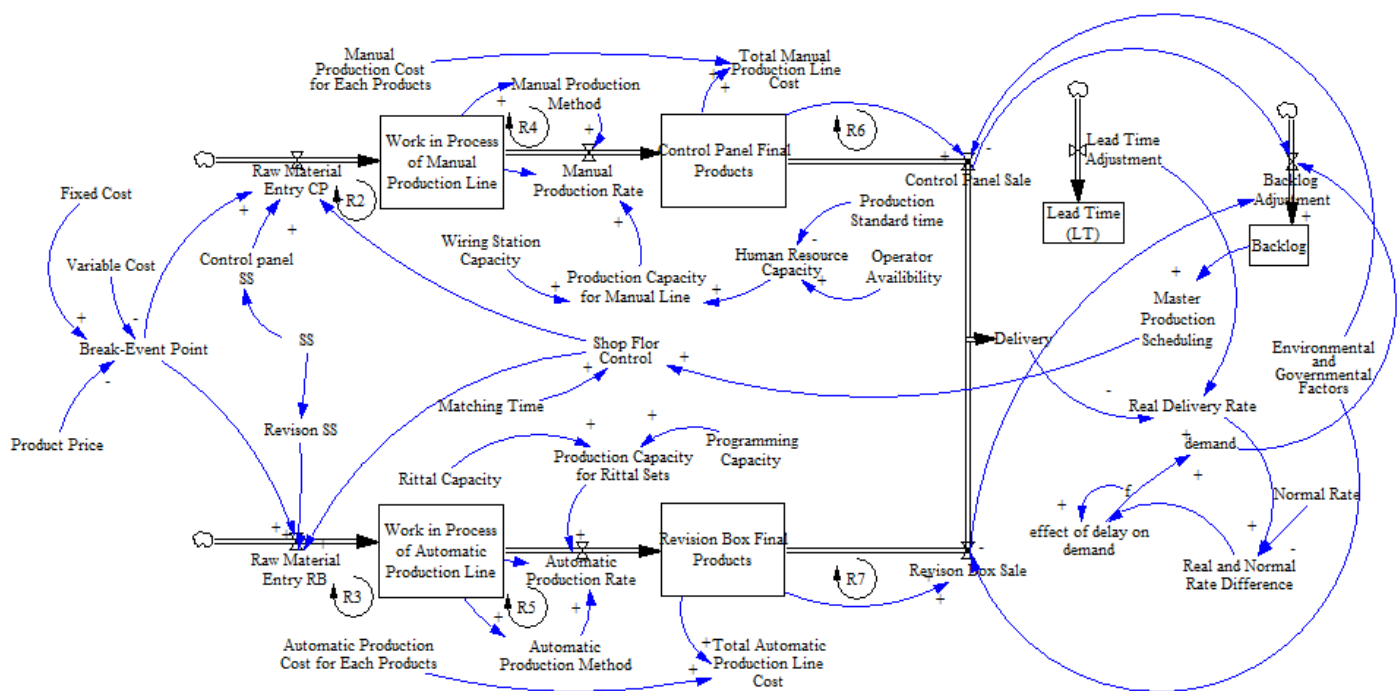 Manual
Production Cost
for Each Products
Total Manual
Production Line
Cost
Manual Production
Method
R4
R6
Work in Process
of Manual
Production Line
Control Panel Final
Products
Lead Time
Adjustment
Raw Material
Entry CP
R2
Manual
Production Rate
Control Panel Sale
Backlog
Adjustment
Fixed Cost
Production
Standard time
Lead Time
(LT)
Backlog
Wiring Station
Capacity
Human Resource
Capacity
Operator
Availibility
Variable Cost
Control panel
SS
Production Capacity
for Manual Line
Master
Production
Scheduling
Break-Event Point
SS
Shop Flor
Control
Delivery
Environmental
and
Governmental
Factors
Matching Time
Real Delivery Rate
Product Price
Revison SS
Programming
Capacity
demand
Rittal Capacity
Production Capacity
for Rittal Sets
f
Normal Rate
Work in Process
of Automatic
Production Line
Revision Box Final
Products
effect of delay on
demand
Raw Material
Entry RB
Automatic
Production Rate
Revison Box Sale
Real and Normal
Rate Difference
R3
R5
R7
Automatic Production
Cost for Each Products
Automatic
Production Method
Total Automatic
Production Line
Cost